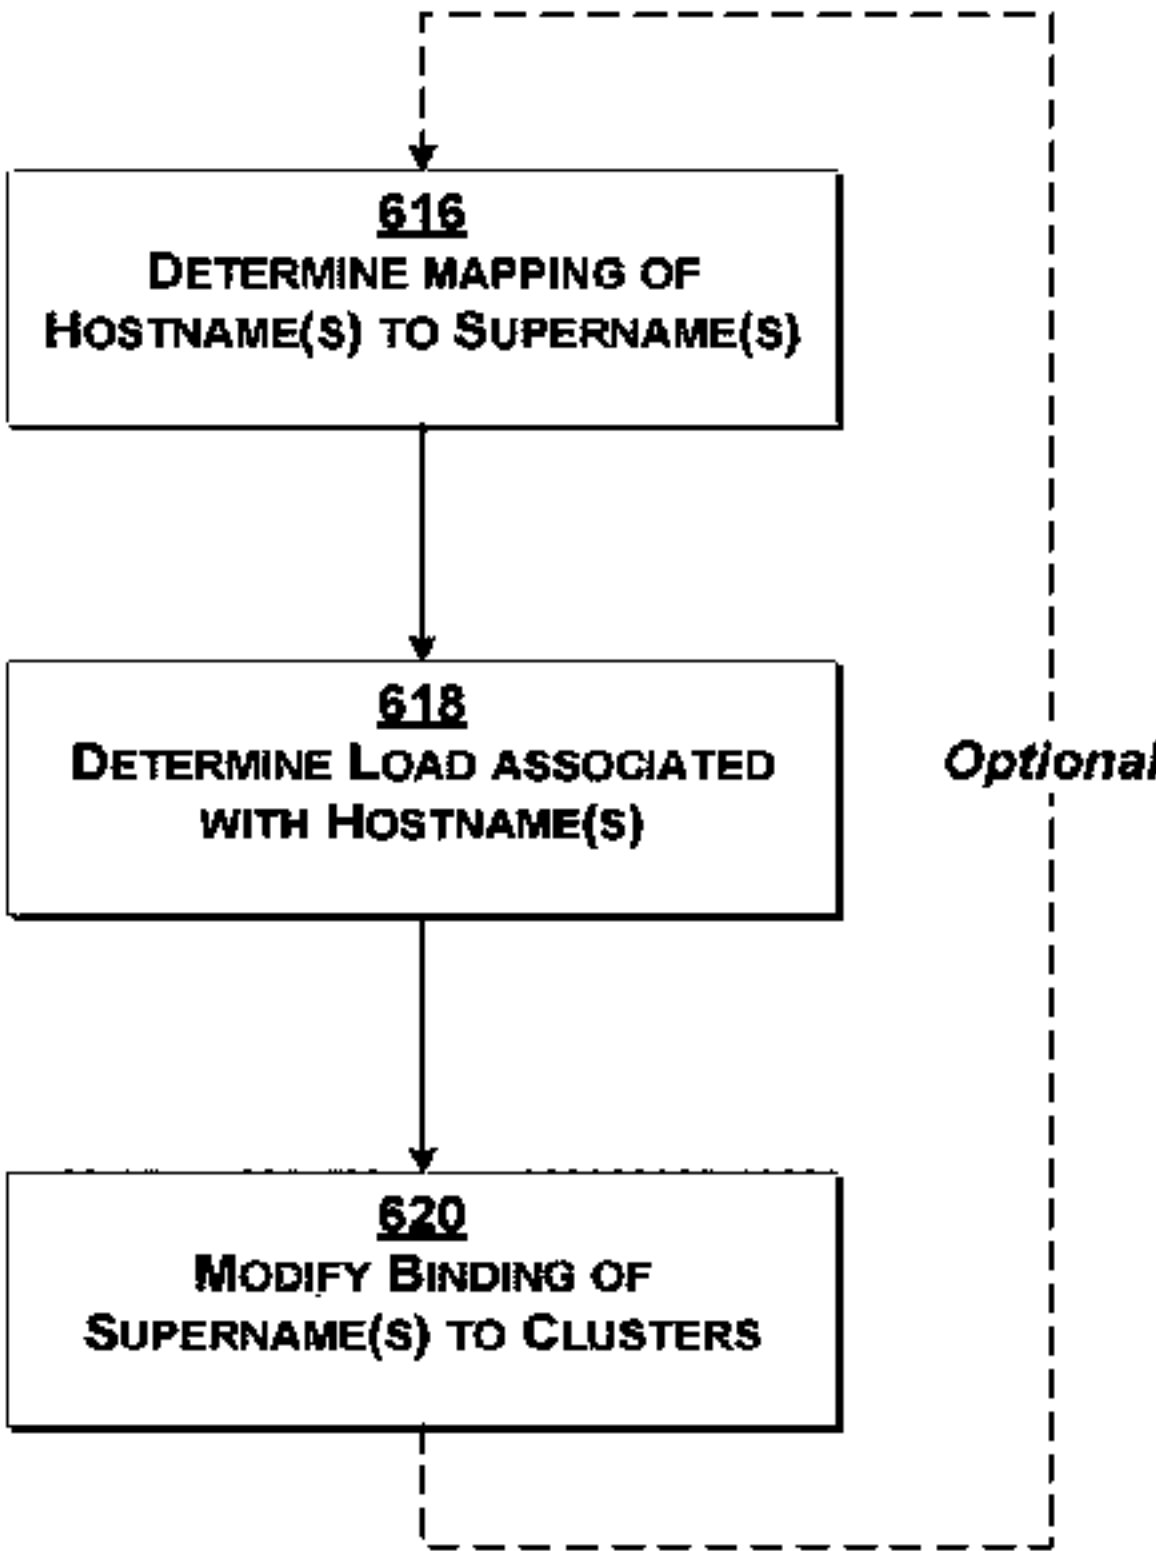 616
DETERMINE MAPPING OF
HOSTNAME(S) TO SUPERNAME(S)
618
DETERMINE LOAD ASSOCIATED
WITH HOSTNAME(S)
Optional
620
MODIFY BINDING OF
SUPERNAME(S) TO CLUSTERS